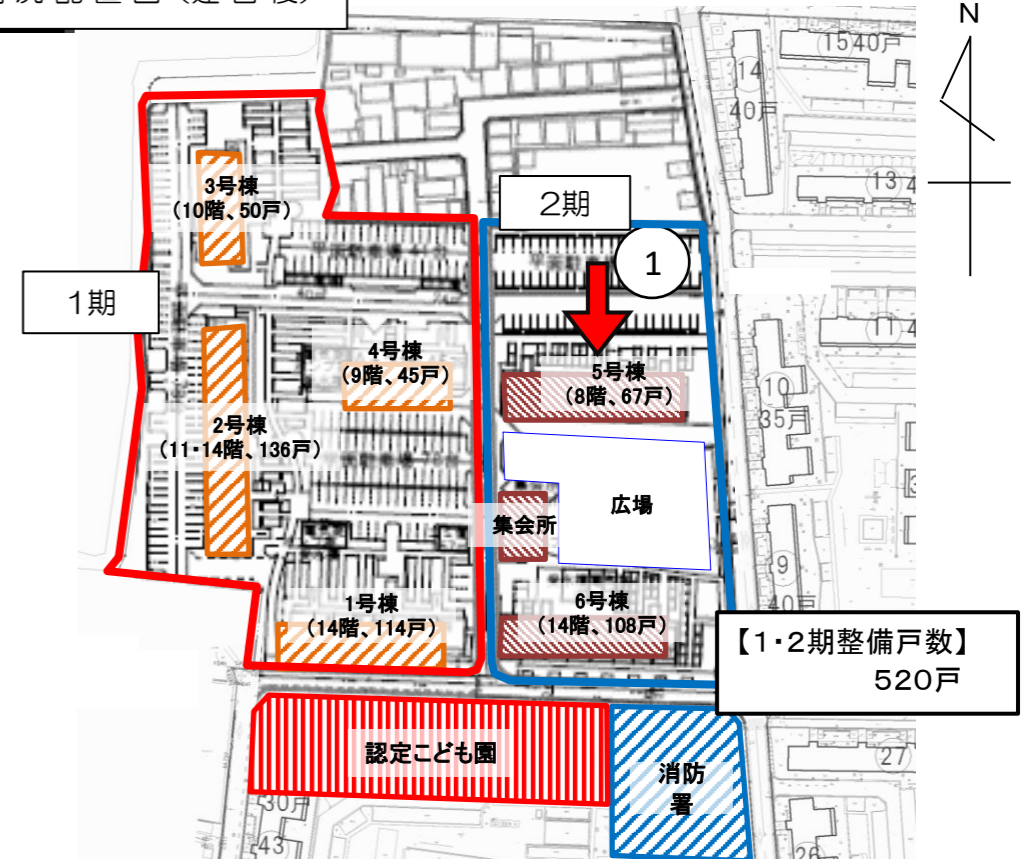 N
1540戸
14
40戸
13 4
3号棟
(10階、50戸)
2期
1
1期
4号棟
(9階、45戸)
5号棟
(8階、67戸)
11 4
10
35戸
2号棟
(11・14階、136戸)
広場
集会所
9
40戸
1号棟
(14階、114戸)
6号棟
(14階、108戸)
【1・2期整備戸数】
520戸
認定こども園
消防
署
27
30戸
43
26